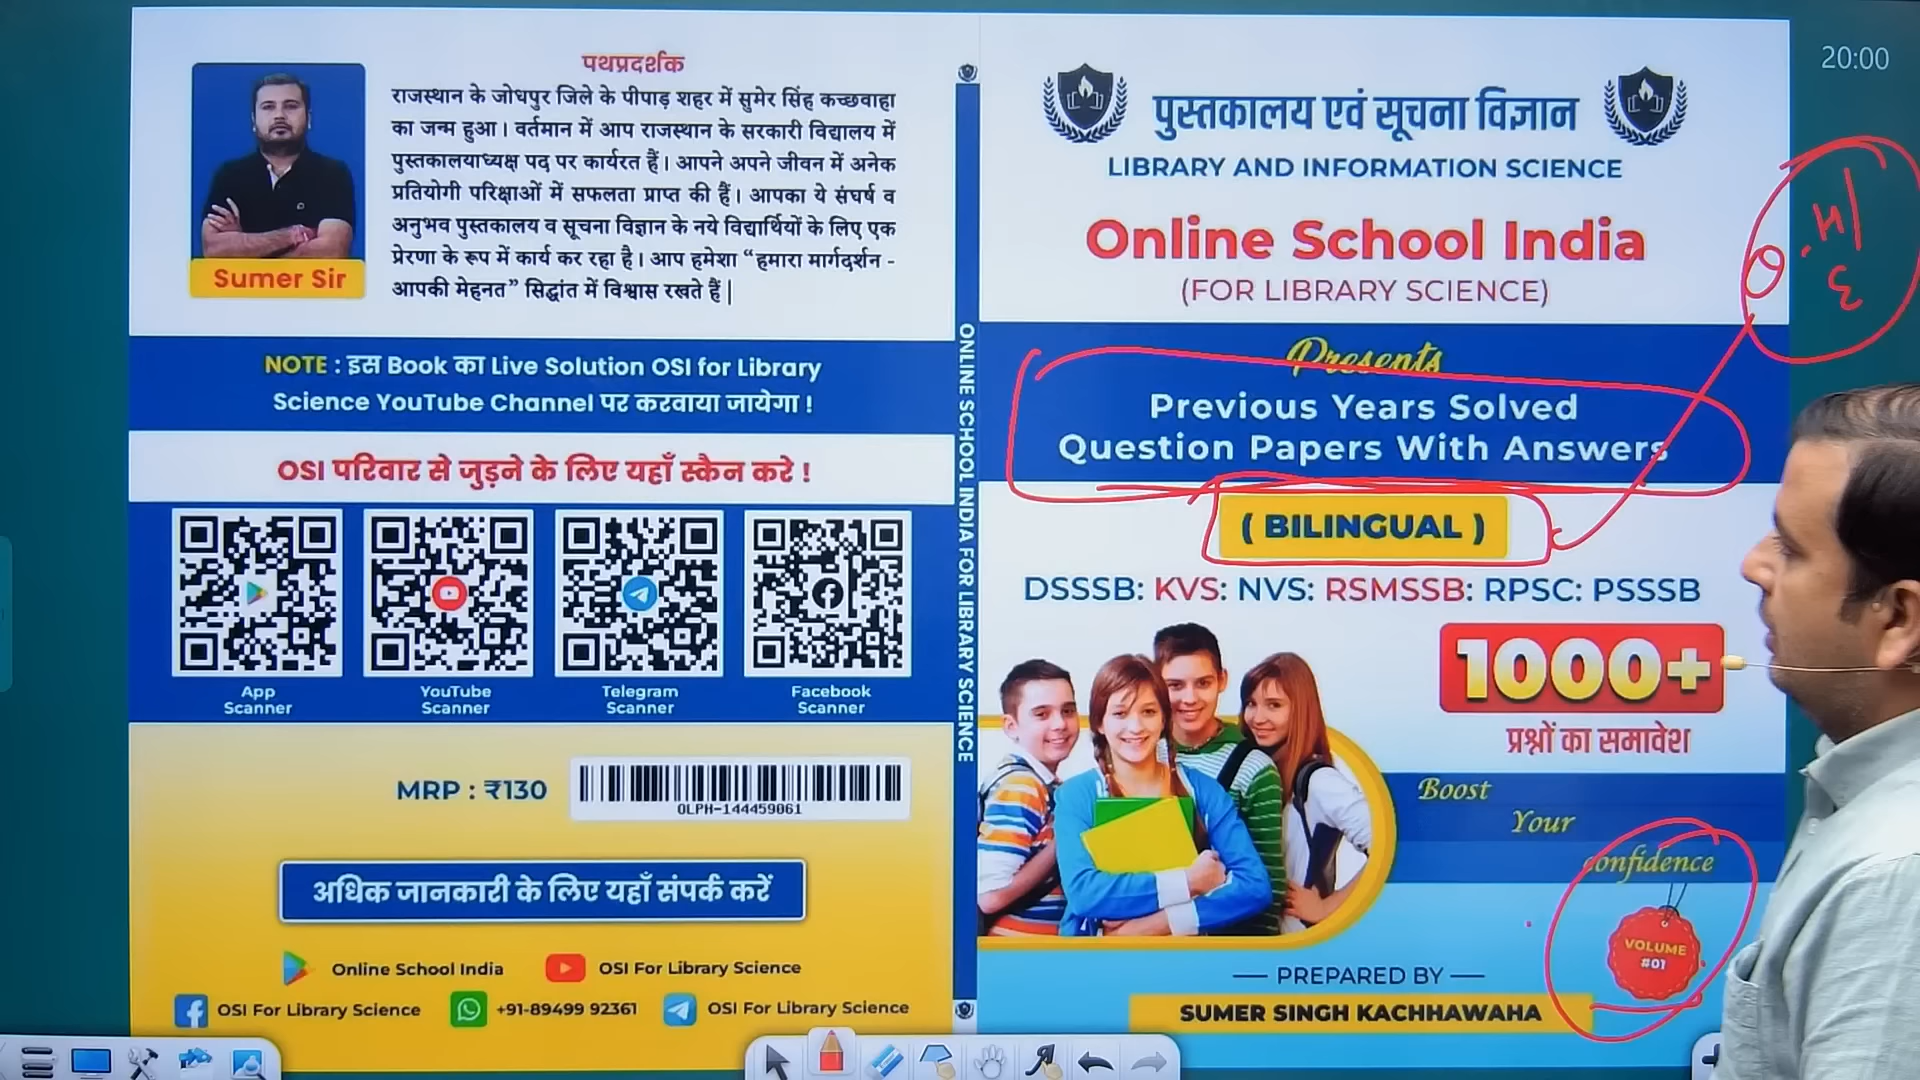 पथप्रदर्शक
राजस्थान के जोधपुर जिले के पीपाड़ शहर में सुमेर सिंह कच्छवाहा
का जन्म हुआ। वर्तमान में आप राजस्थान के सरकारी विद्यालय में
पुस्तकालयाध्यक्ष पद पर कार्यरत हैं। आपने अपने जीवन में अनेक
प्रतियोगी परिक्षाओं में सफलता प्राप्त की हैं। आपका ये संघर्ष व
अनुभव पुस्तकालय व सूचना विज्ञान के नये विद्यार्थियों के लिए एक
प्रेरणा के रूप में कार्य कर रहा है। आप हमेशा “हमारा मार्गदर्शन -
आपकी मेहनत” सिद्धांत में विश्वास रखते हैं|
Sumer Sir
NOTE : इस Book का Live Solution OSI for Library
Science YouTube Channel पर करवाया जायेगा !
OSI परिवार से जुड़ने के लिए यहाँ स्कैन करे !
App
Scanner
YouTube
Scanner
Telegram
Scanner
Facebook
Scanner
MRP : ₹130
OLPH-144459061
अधिक जानकारी के लिए यहाँ संपर्क करें
Online School India
OSI For Library Science
OSI For Library Science
+91-89499 92361
OSI For Library Science
ONLINE SCHOOL INDIA FOR LIBRARY SCIENCE
पुस्तकालय एवं सूचना विज्ञान
LIBRARY AND INFORMATION SCIENCE
Online School India
(FOR LIBRARY SCIENCE)
Presents
Previous Years Solved
Question Papers With Answers
( BILINGUAL )
DSSSB: KVS: NVS: RSMSSB: RPSC: PSSSB
1000+
प्रश्नों का समावेश
Boost
Your
confidence
VOLUME
#01
PREPARED BY
SUMER SINGH KACHHAWAHA
20:00